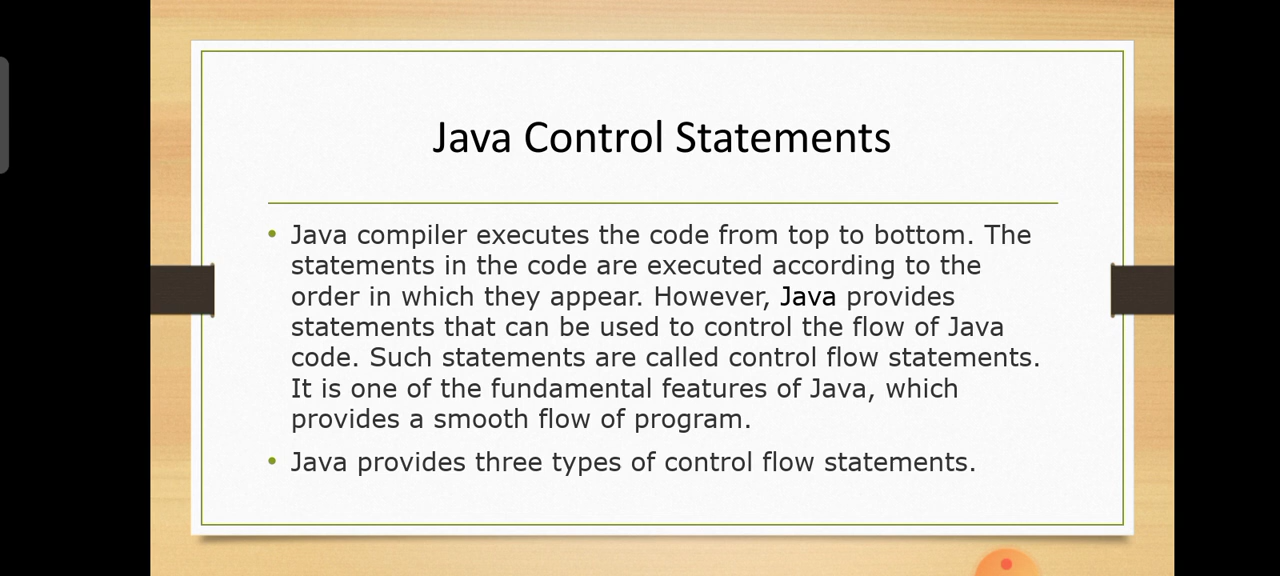 Java Control Statements
• Java compiler executes the code from top to bottom. The
statements in the code are executed according to the
order in which they appear. However, Java provides
statements that can be used to control the flow of Java
code. Such statements are called control flow statements.
It is one of the fundamental features of Java, which
provides a smooth flow of program.
• Java provides three types of control flow statements.